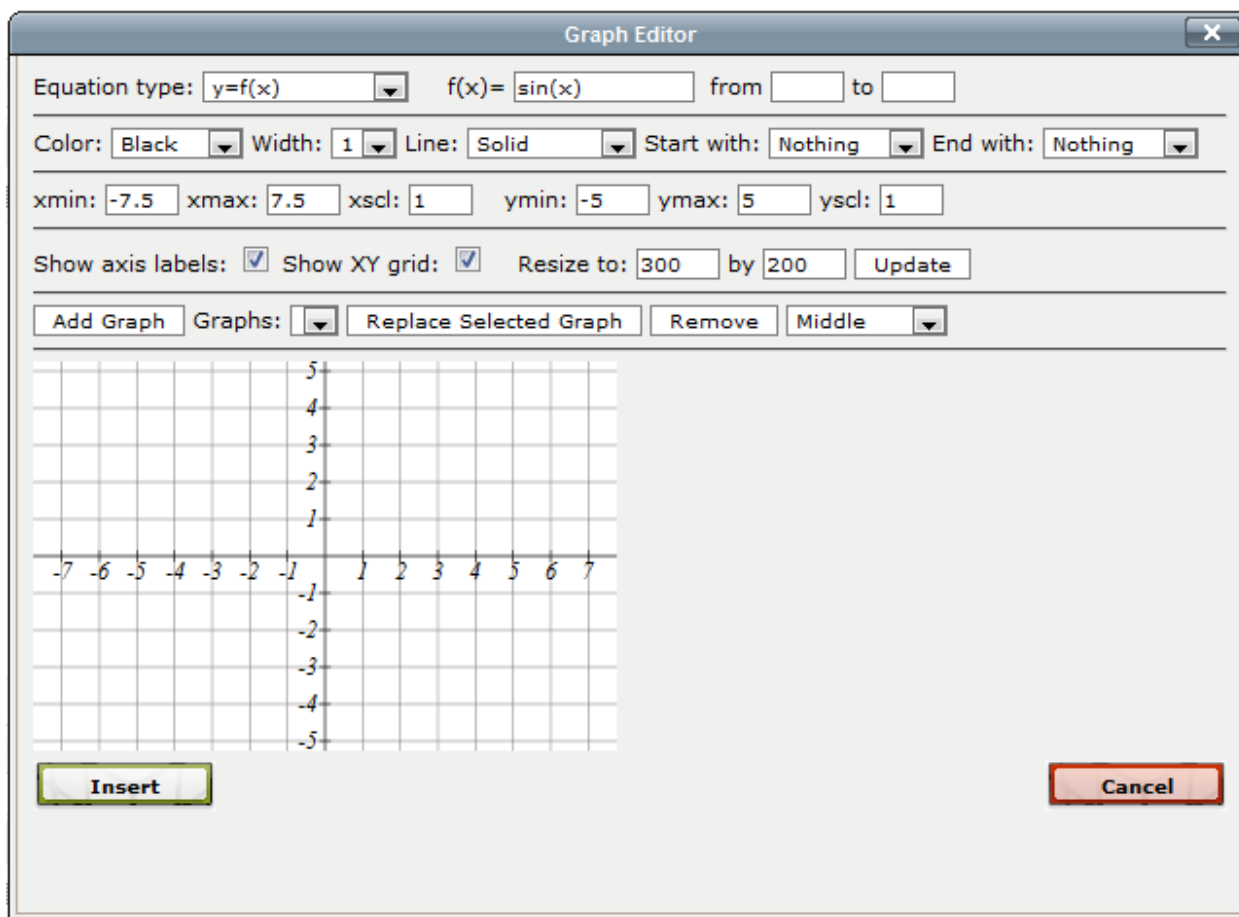 Graph Editor
Equation type: y=f(x) f(x)= sin(x) from to
Color: Black Width: 1 Line: Solid Start with: Nothing End with: Nothing
xmin: -7.5 xmax: 7.5 xscl: 1 ymin: -5 ymax: 5 yscl: 1
Show axis labels: Show XY grid: Resize to: 300 by 200 Update
Add Graph Graphs: Replace Selected Graph Remove Middle
5
4
3
2
1
-7 -6 -5 -4 -3 -2 -1 1 2 3 4 5 6 7
-1
-2
-3
-4
-5
Insert Cancel